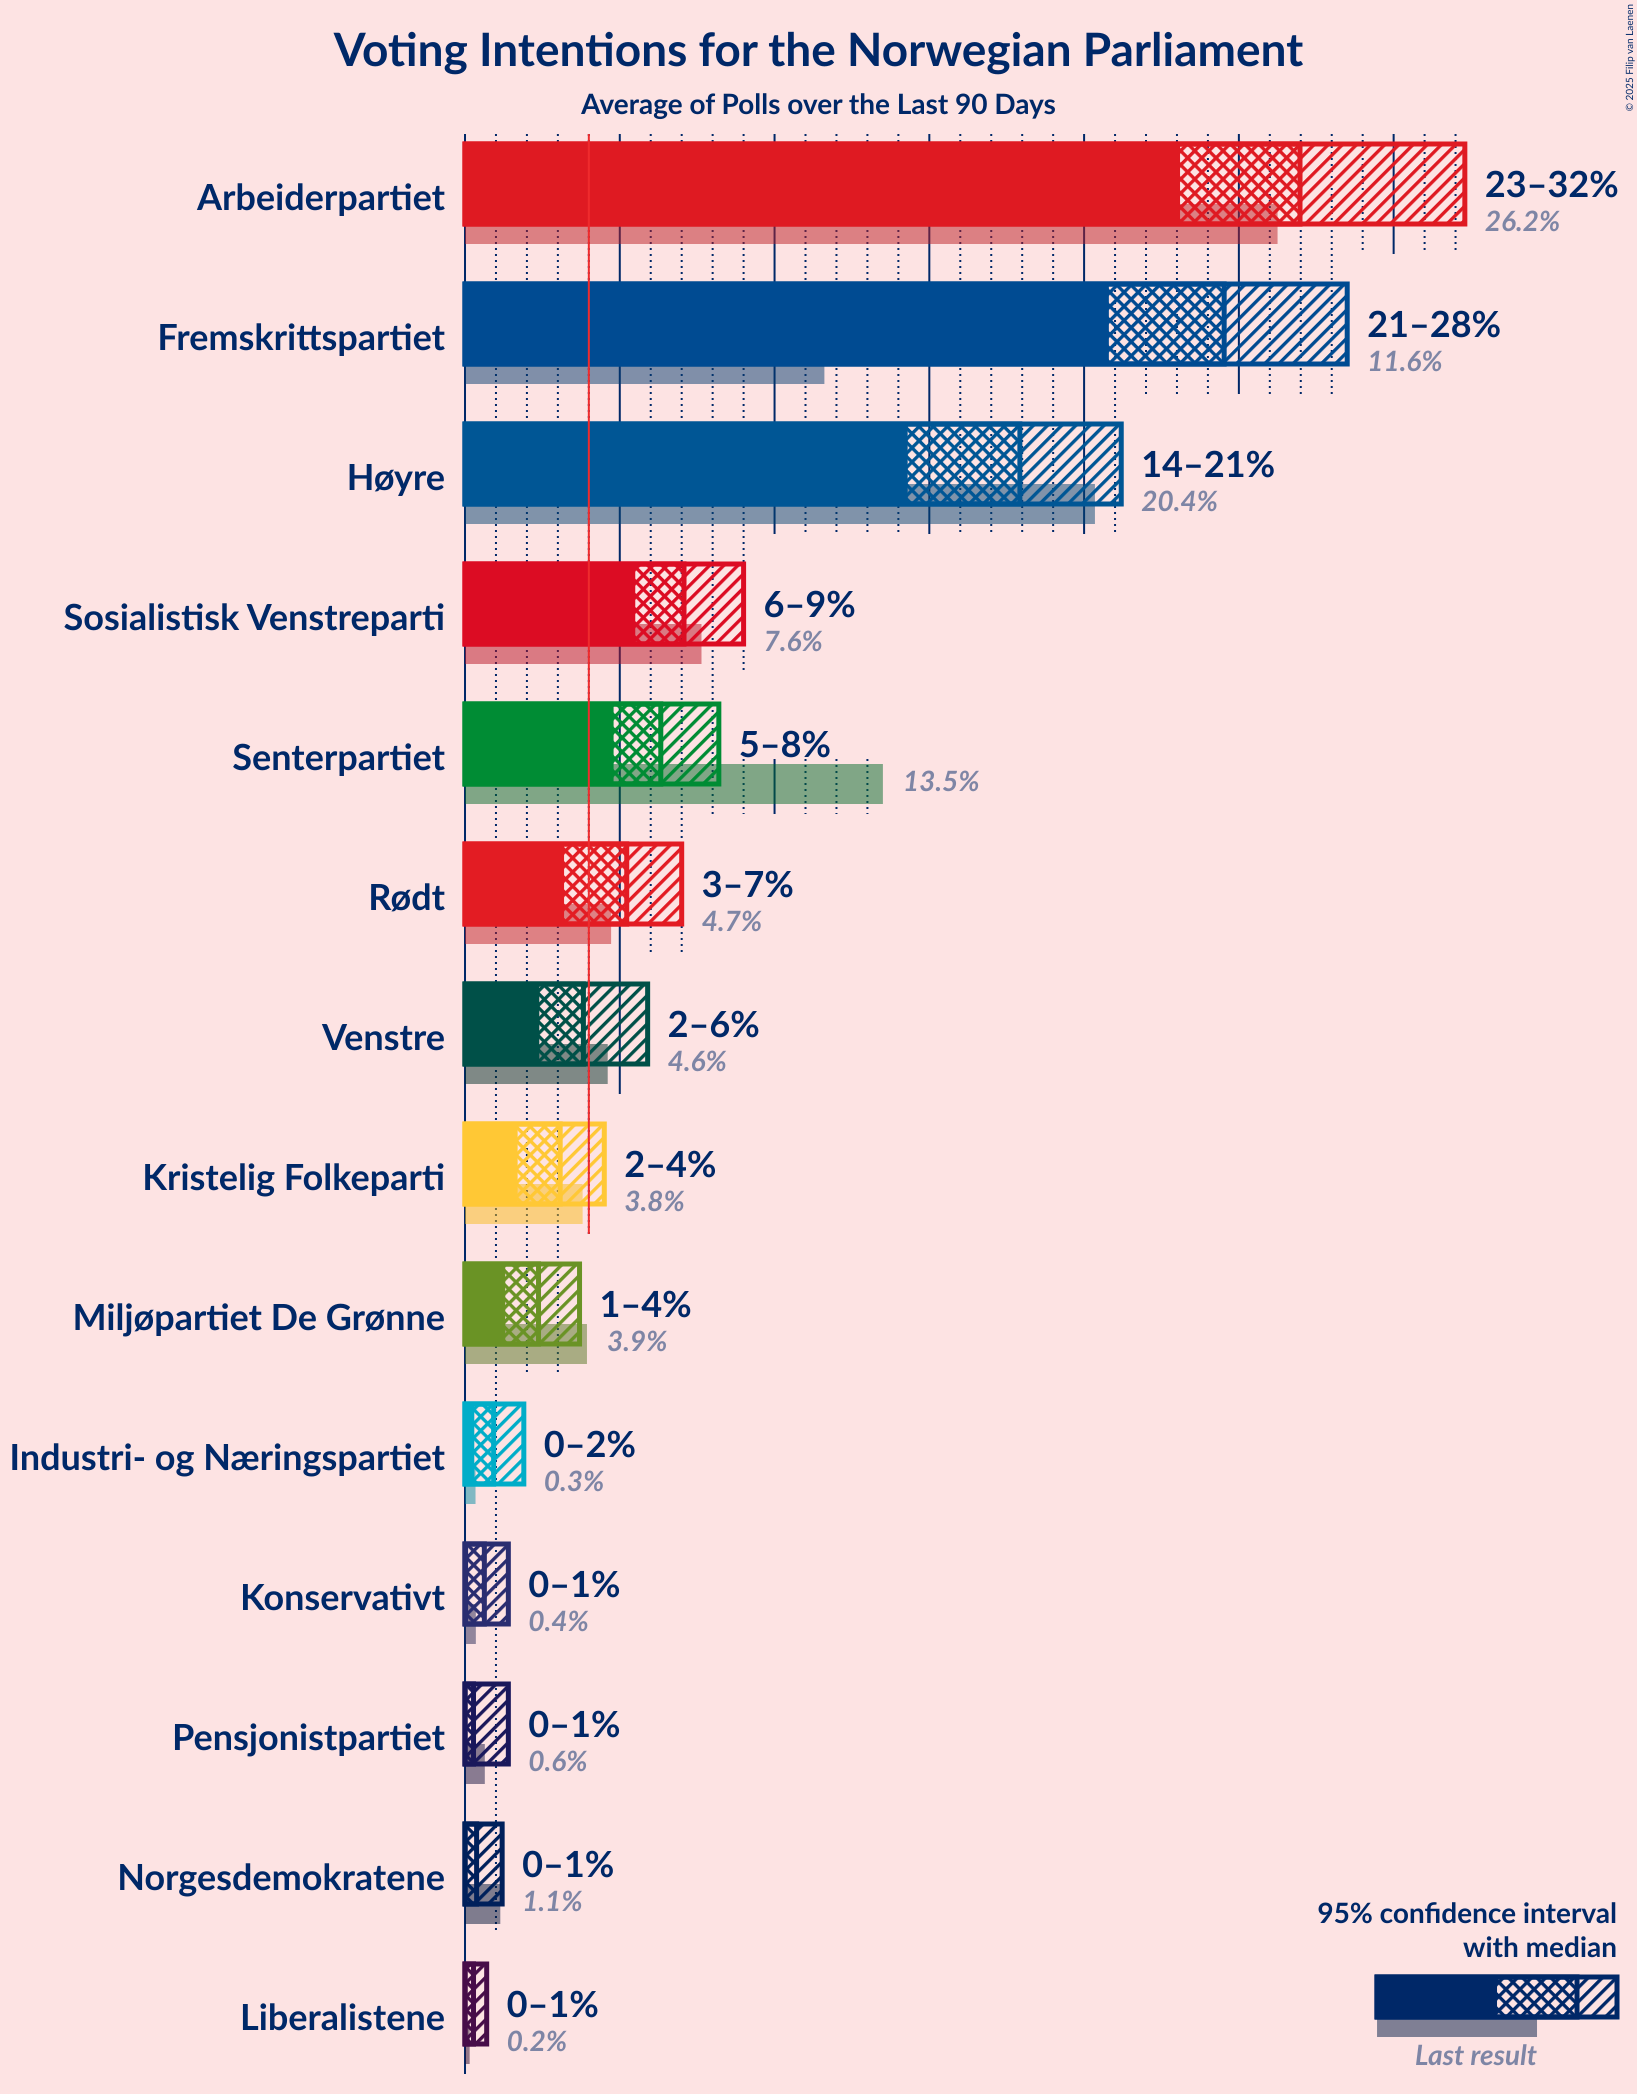 © 2025 Filip van Laenen
Voting Intentions for the Norwegian Parliament
Average of Polls over the Last 90 Days
Arbeiderpartiet
23–32%
26.2%
Fremskrittspartiet
21–28%
11.6%
Høyre
14–21%
20.4%
Sosialistisk Venstreparti
6–9%
7.6%
Senterpartiet
5–8%
13.5%
Rødt
3–7%
4.7%
Venstre
2–6%
4.6%
Kristelig Folkeparti
2–4%
3.8%
Miljøpartiet De Grønne
1–4%
3.9%
Industri- og Næringspartiet
0–2%
0.3%
Konservativt
0–1%
0.4%
Pensjonistpartiet
0–1%
0.6%
Norgesdemokratene
0–1%
1.1%
Liberalistene
0–1%
0.2%
95% confidence interval
with median
Last result